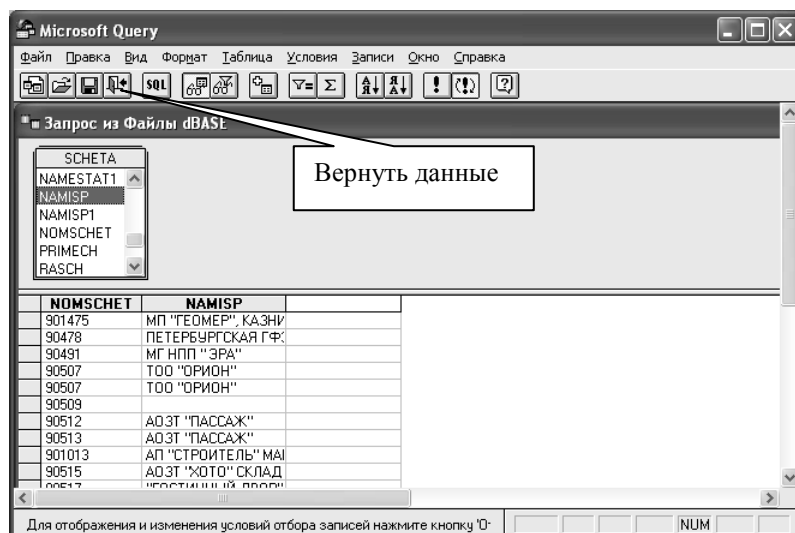 Microsoft Query
Файл Правка Вид Формат Таблица Условия Записи Окно Справка
SQL
Запрос из Файлы dBASE
Вернуть данные
SCHETA
NAMESTAT1
NAMISP
NAMISP1
NOMSCHET
PRIMECH
RASCH
NOMSCHET NAMISP
901475 МП "ГЕОМЕР", КАЗНИ
90478 ПЕТЕРБУРГСКАЯ
90491 МГ НПП "ЭРА"
90507 ТОО "ОРИОН"
90507 ТОО "ОРИОН"
90509
90512 АОЗТ "ПАССАЖ"
90513 АОЗТ "ПАССАЖ"
901013 АП "СТРОИТЕЛЬ" МАІ
90515 АОЗТ "ХОТО" СКЛАД
90517 "ГОСТИННЫЙ ДВОР"
Для отображения и изменения условий отбора записей нажмите кнопку 'О·
NUM